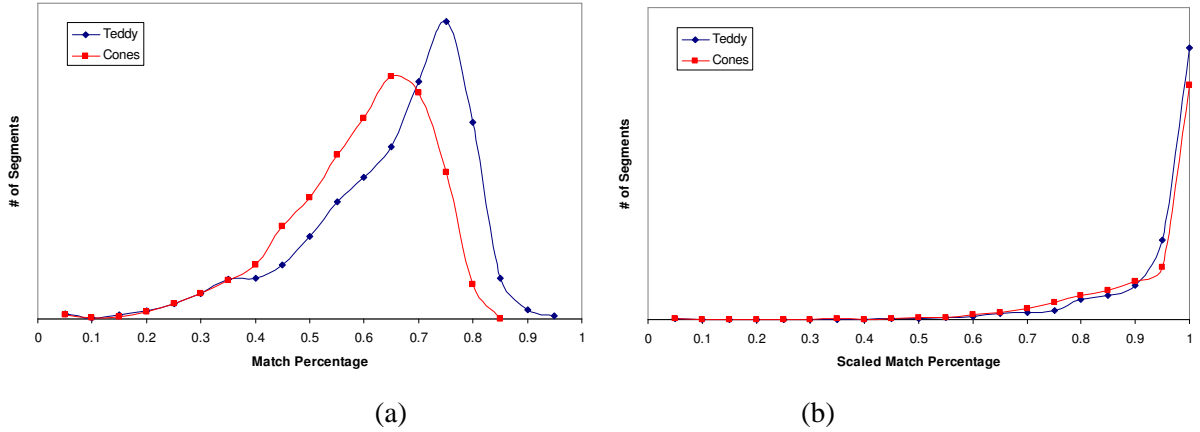 Teddy
Cones
# of Segments
0 0.1 0.2 0.3 0.4 0.5 0.6 0.7 0.8 0.9 1
Match Percentage
(a)
Teddy
Cones
# of Segments
0 0.1 0.2 0.3 0.4 0.5 0.6 0.7 0.8 0.9 1
Scaled Match Percentage
(b)